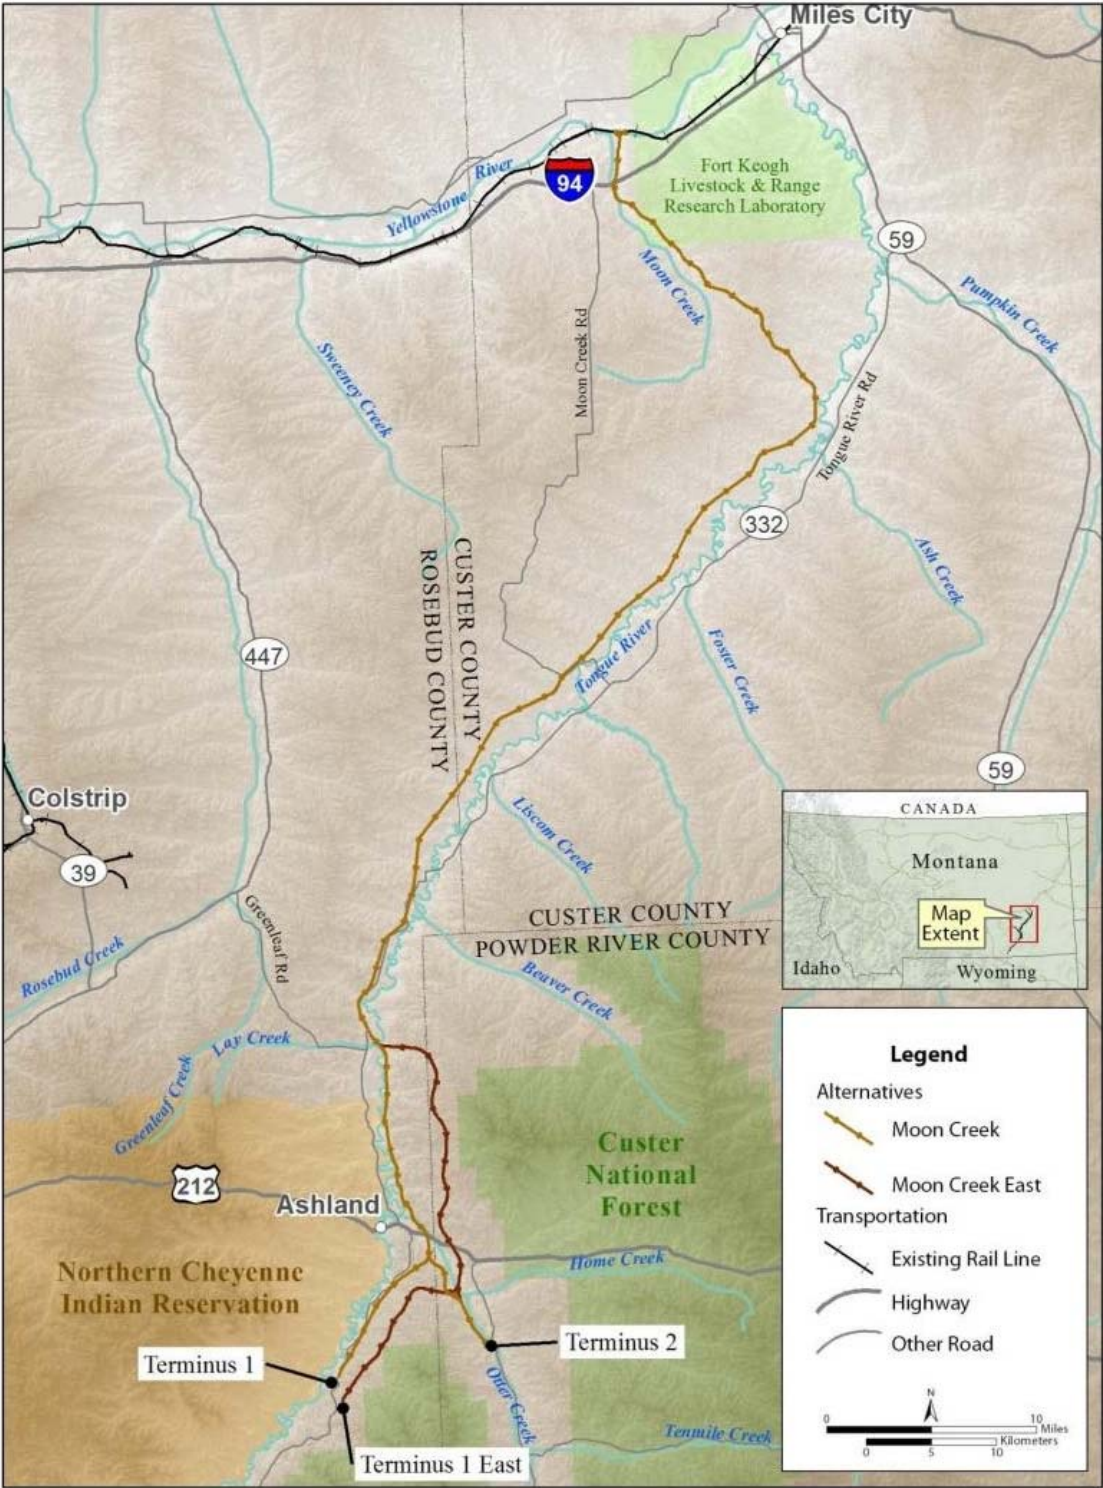 Miles City
Fort Keogh
Livestock & Range
Research Laboratory
94
Yellowstone River
59
Pumpkin Creek
Moon Creek
Moon Creek Rd
Sweeney Creek
Tongue River Rd
332
Ash Creek
CUSTER COUNTY
ROSEBUD COUNTY
447
Tongue River
Foster Creek
59
Colstrip
39
Liscom Creek
Greenleaf Rd
CUSTER COUNTY
POWDER RIVER COUNTY
Rosebud Creek
Beaver Creek
Lay Creek
Greenleaf Creek
Custer
National
Forest
212
Ashland
Home Creek
Northern Cheyenne
Indian Reservation
Terminus 1
Terminus 2
Otter Creek
Terminus 1 East
Tenmile Creek
CANADA
Montana
Map
Extent
Idaho
Wyoming
Legend
Alternatives
Moon Creek
Moon Creek East
Transportation
Existing Rail Line
Highway
Other Road
N
0 10 Miles
Kilometers
0 5 10